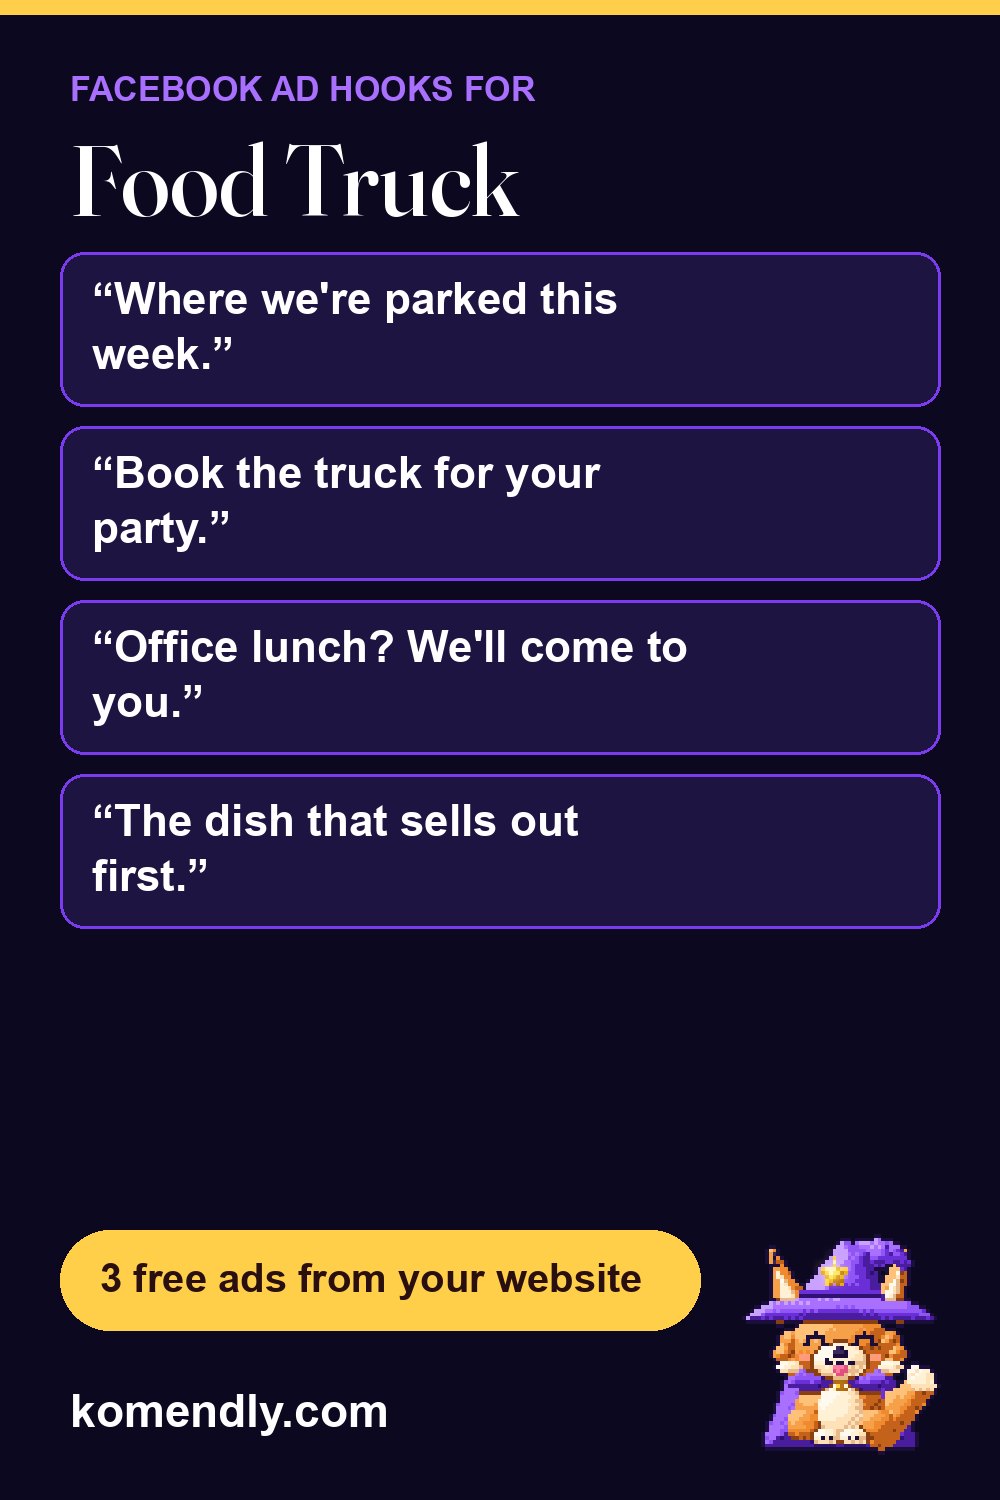 FACEBOOK AD HOOKS FOR
Food Truck
“Where we're parked this
week.”
“Book the truck for your
party.”
“Office lunch? We'll come to
you.”
“The dish that sells out
first.”
3 free ads from your website
komendly.com